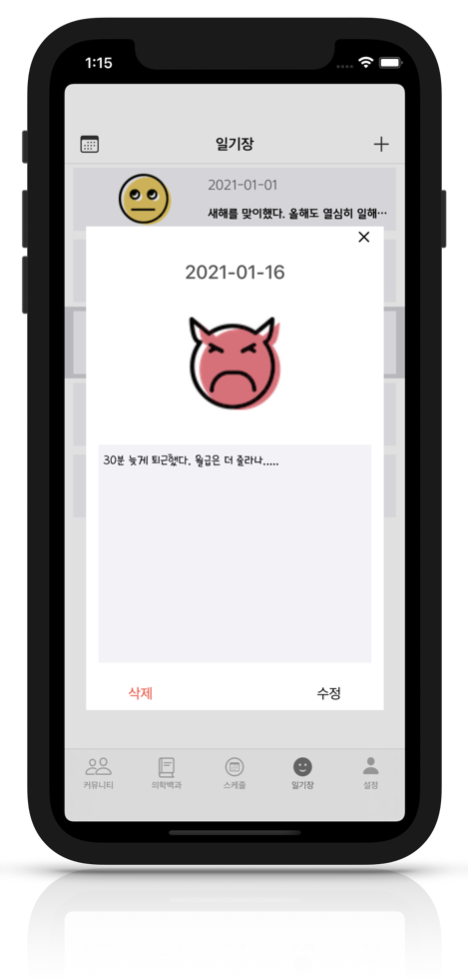 1:15
일기장
2021-01-01
새해를 맞이했다. 올해도 열심히 일해…
2021-01-16
30분 늦게 퇴근했다. 월급은 더 줄라나.....
삭제
수정
커뮤니티
의학백과
스케줄
일기장
설정